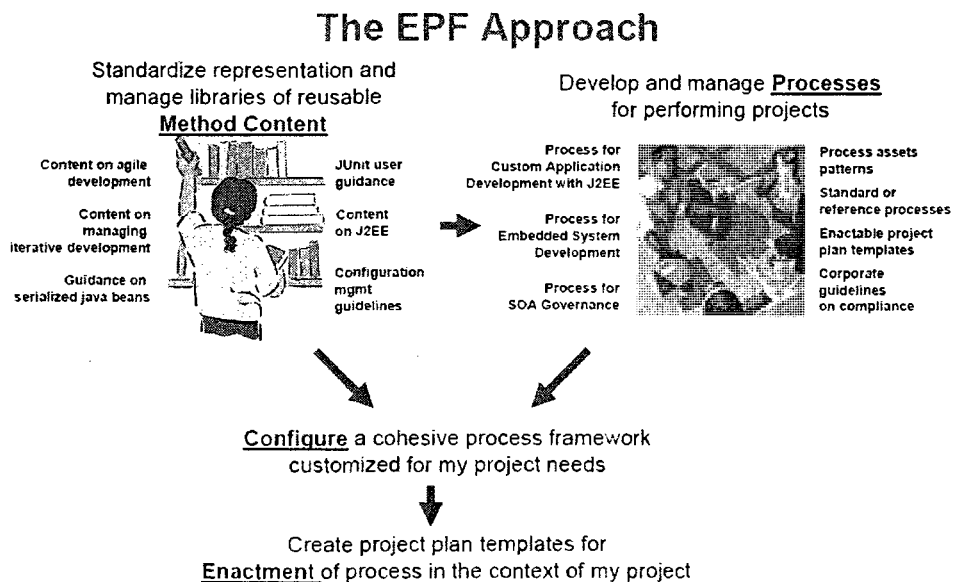 The EPF Approach
Standardize representation and
manage libraries of reusable
Method Content
Content on agile
development
Content on
managing
iterative development
Guidance on
serialized java beans
JUnit user
guidance
Content
on J2EE
Configuration
mgmt
guidelines
Develop and manage Processes
for performing projects
Process for
Custom Application
Development with J2EE
Process for
Embedded System
Development
Process for
SOA Governance
Process assets
patterns
Standard or
reference processes
Enactable project
plan templates
Corporate
guidelines
on compliance
Configure a cohesive process framework
customized for my project needs
Create project plan templates for
Enactment of process in the context of my project